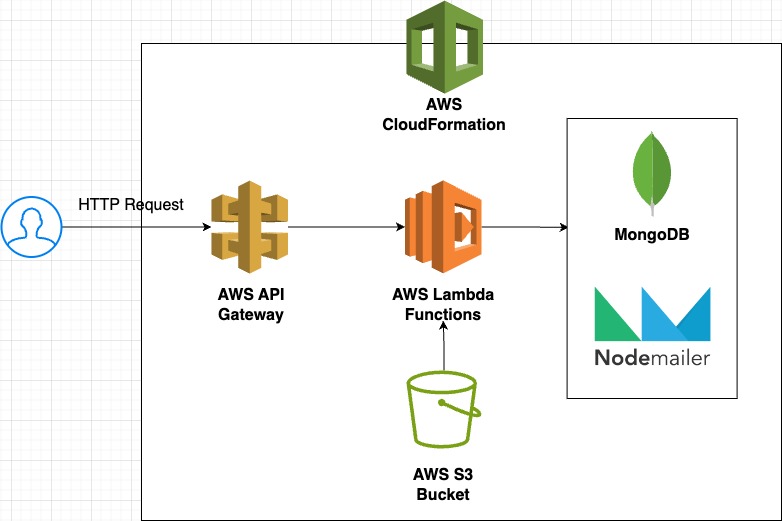 AWS
CloudFormation
HTTP Request
MongoDB
AWS API
Gateway
AWS Lambda
Functions
Nodemailer
AWS S3
Bucket